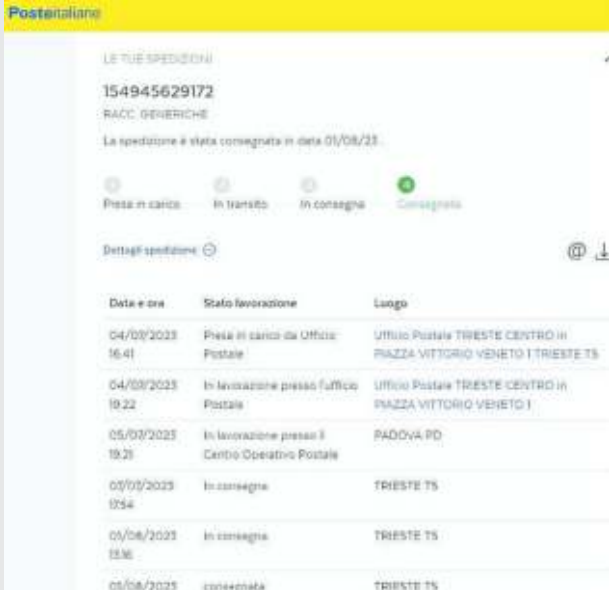 Posteitaliane
LE TUE SPEDIZIONI
154945629172
RACC. GENERICHE
La spedizione è stata consegnata in data 01/08/23
Presa in carico In transito In consegna Consegnata
Dettagli spedizione
Data e ora Stato lavorazione Luogo
04/07/2023 Presa in carico da Ufficio Ufficio Postale TRIESTE CENTRO in
16:41 Postale PIAZZA VITTORIO VENETO 1 TRIESTE TS
04/07/2023 In lavorazione presso l'ufficio Ufficio Postale TRIESTE CENTRO in
19:22 Postale PIAZZA VITTORIO VENETO 1
05/07/2023 In lavorazione presso il PADOVA PD
19:21 Centro Operativo Postale
07/07/2023 In consegna TRIESTE TS
17:54
01/08/2023 In consegna TRIESTE TS
01/08/2023 consegnata TRIESTE TS